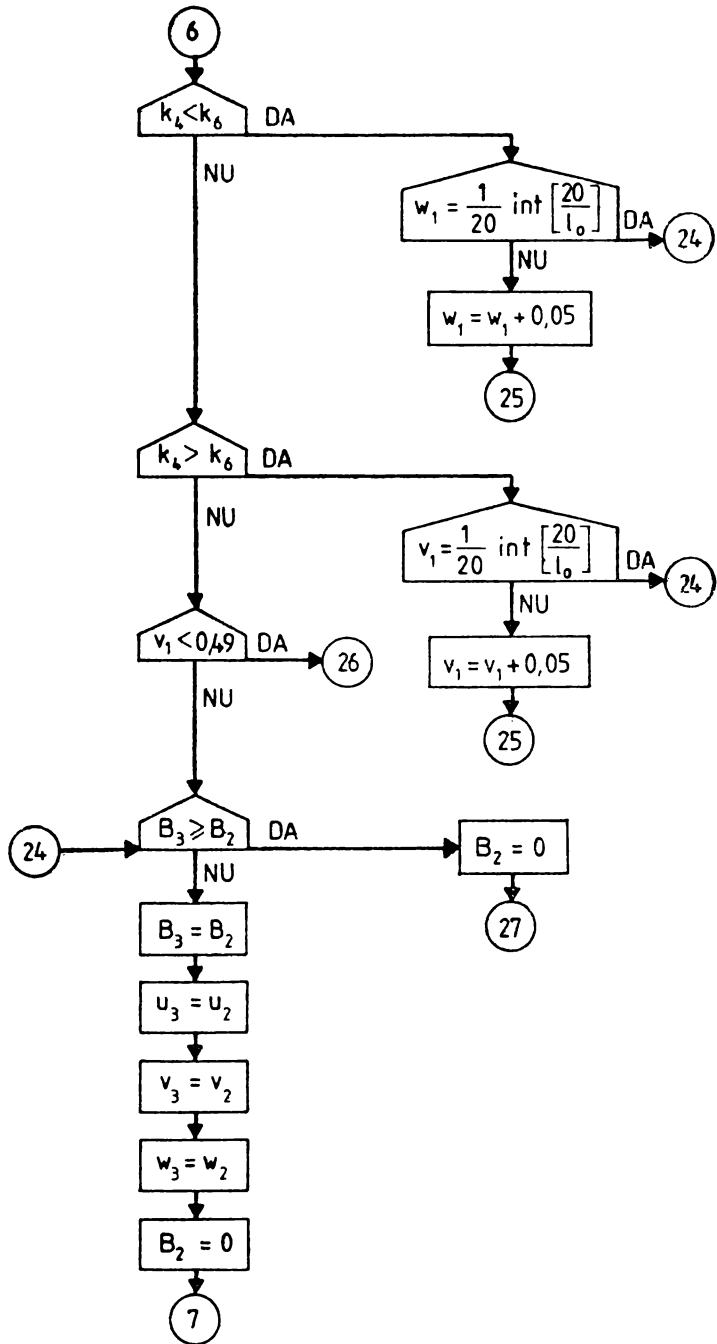 6
k₄<k₆ DA
NU
w₁ = 1/20 int [20/l₀] DA 24
NU
w₁ = w₁ + 0,05
25
k₄> k₆ DA
NU
v₁ = 1/20 int [20/l₀] DA 24
NU
v₁ = v₁ + 0,05
25
v₁ < 0,49 DA 26
NU
24 B₃ ⩾ B₂ DA B₂ = 0
NU
27
B₃ = B₂
u₃ = u₂
v₃ = v₂
w₃ = w₂
B₂ = 0
7